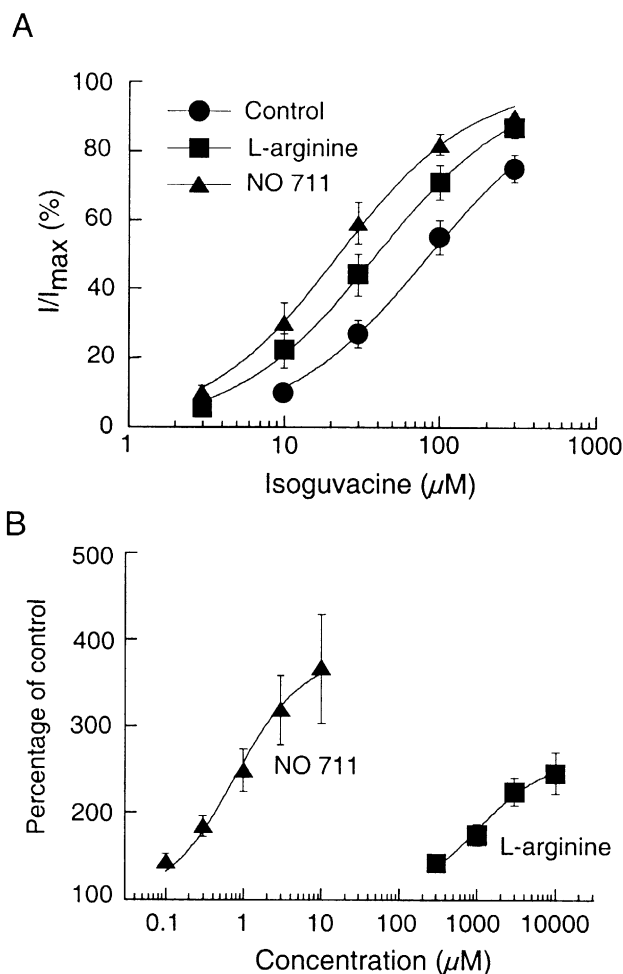 A
100
80
60
40
20
0
I/Imax (%)
Control
L-arginine
NO 711
1
10
100
1000
Isoguvacine (µM)
B
500
400
300
200
100
Percentage of control
NO 711
L-arginine
0.1
1
10
100
1000
10000
Concentration (µM)